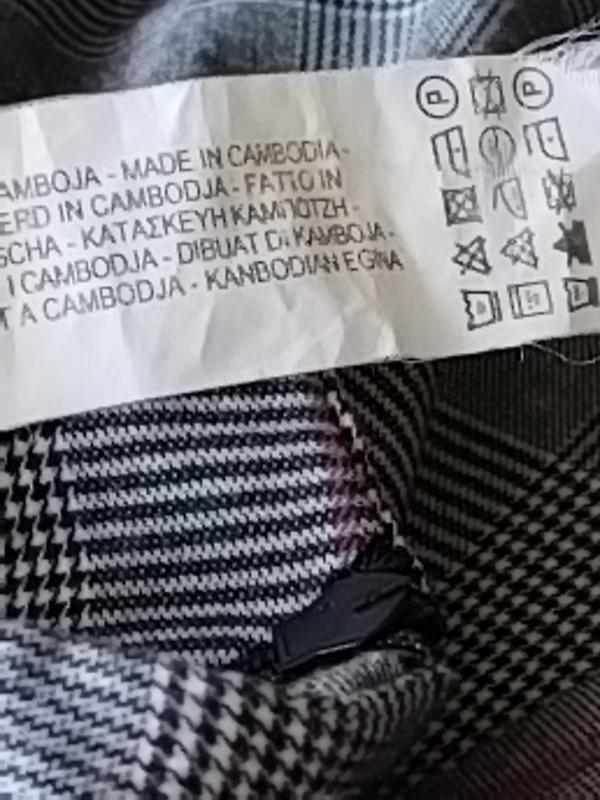 AMBOJA - MADE IN CAMBODIA -
ERD IN CAMBODJA - FATTO IN
SCHA - ΚΑΤΑΣΚΕΥΗ ΚΑΜΠΟΤΖΗ -
I CAMBODJA - DIBUAT DI KAMBOJA -
T A CAMBODJA - KANBODIAN EGINA
P P